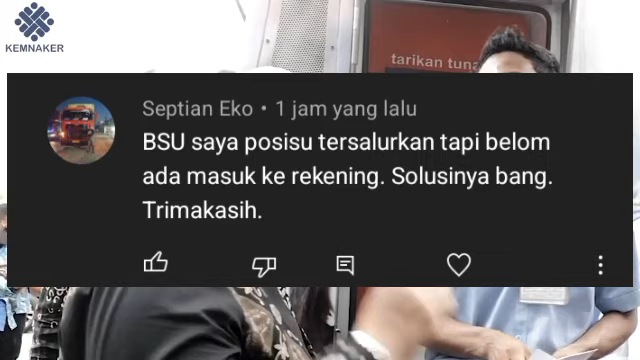 KEMNAKER
tarikan tuna
Septian Eko • 1 jam yang lalu
BSU saya posisu tersalurkan tapi belom
ada masuk ke rekening. Solusinya bang.
Trimakasih.